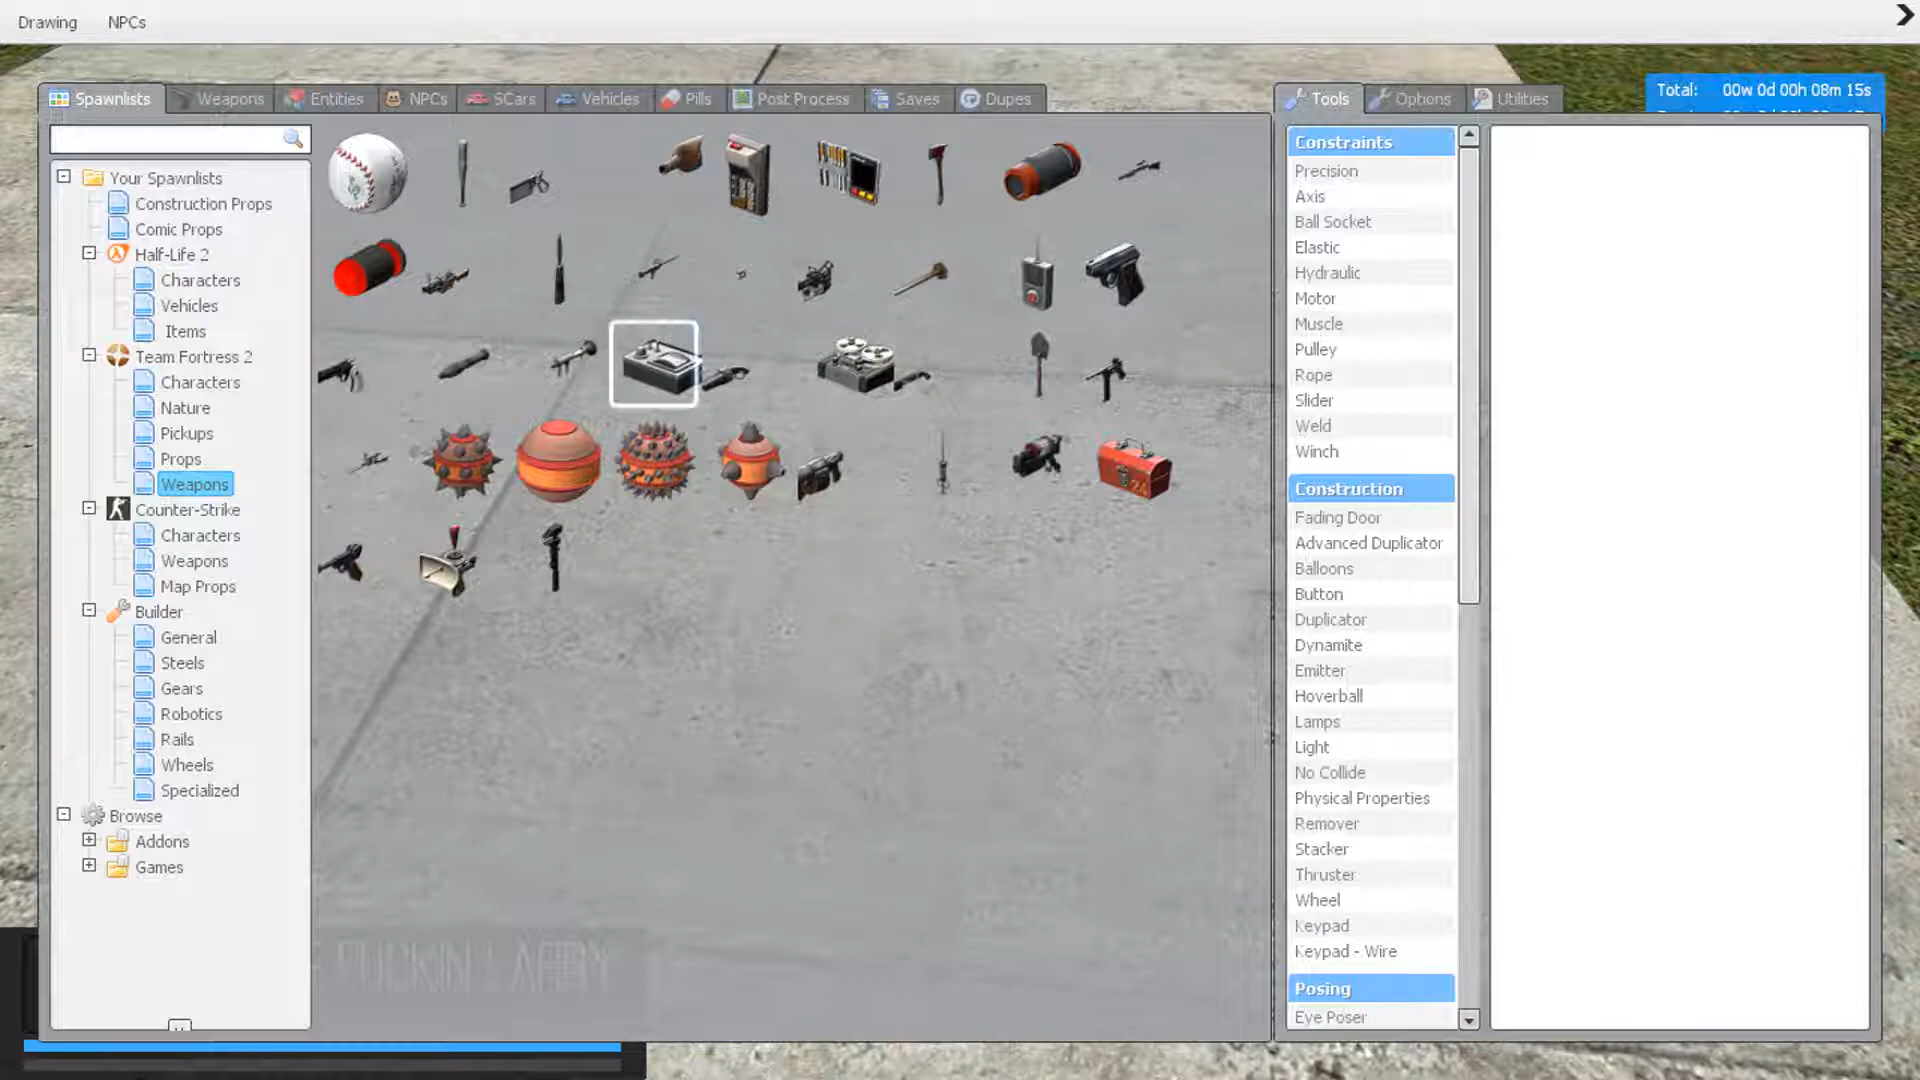 Drawing NPCs
Spawnlists Weapons Entities NPCs SCars Vehicles Pills Post Process Saves Dupes
Your Spawnlists
Construction Props
Comic Props
Half-Life 2
Characters
Vehicles
Items
Team Fortress 2
Characters
Nature
Pickups
Props
Weapons
Counter-Strike
Characters
Weapons
Map Props
Builder
General
Steels
Gears
Robotics
Rails
Wheels
Specialized
Browse
Addons
Games
24
FUCKIN LARRY
Tools Options Utilities
Total: 00w 0d 00h 08m 15s
Constraints
Precision
Axis
Ball Socket
Elastic
Hydraulic
Motor
Muscle
Pulley
Rope
Slider
Weld
Winch
Construction
Fading Door
Advanced Duplicator
Balloons
Button
Duplicator
Dynamite
Emitter
Hoverball
Lamps
Light
No Collide
Physical Properties
Remover
Stacker
Thruster
Wheel
Keypad
Keypad - Wire
Posing
Eye Poser